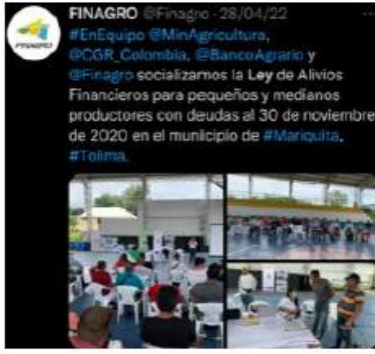 FINAGRO @Finagro · 28/04/22
#EnEquipo @MinAgricultura,
@CGR_Colombia, @BancoAgrario y
@Finagro socializamos la Ley de Alivios
Financieros para pequeños y medianos
productores con deudas al 30 de noviembre
de 2020 en el municipio de #Mariquita,
#Tolima.
FINAGRO